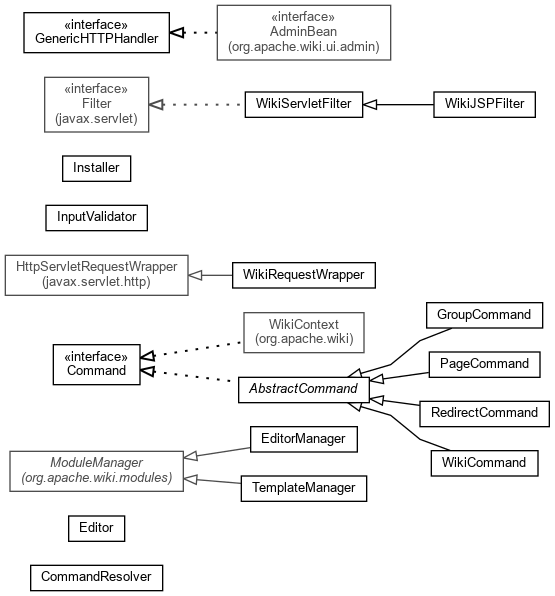 «interface»
GenericHTTPHandler
«interface»
AdminBean
(org.apache.wiki.ui.admin)
«interface»
Filter
(javax.servlet)
WikiServletFilter
WikiJSPFilter
Installer
InputValidator
HttpServletRequestWrapper
(javax.servlet.http)
WikiRequestWrapper
«interface»
Command
WikiContext
(org.apache.wiki)
AbstractCommand
GroupCommand
PageCommand
RedirectCommand
WikiCommand
ModuleManager
(org.apache.wiki.modules)
EditorManager
TemplateManager
Editor
CommandResolver